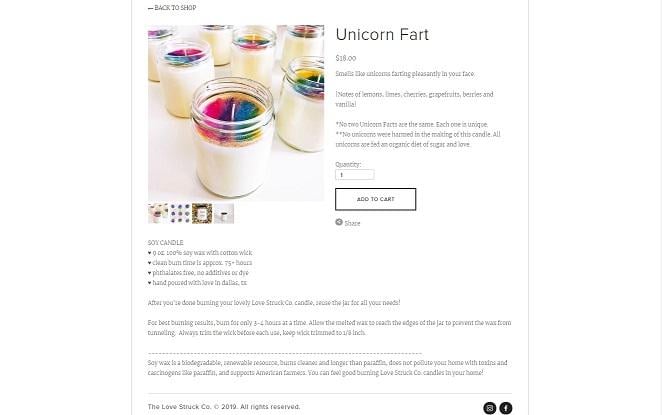 ← BACK TO SHOP
Unicorn Fart
$18.00
Smells like unicorns farting pleasantly in your face.
(Notes of lemons, limes, cherries, grapefruits, berries and
vanilla)
*No two Unicorn Farts are the same. Each one is unique.
**No unicorns were harmed in the making of this candle. All
unicorns are fed an organic diet of sugar and love.
Quantity:
1
ADD TO CART
Share
SOY CANDLE
♥ 9 oz. 100% soy wax with cotton wick
♥ clean burn time is approx. 75+ hours
♥ phthalates free, no additives or dye
♥ hand poured with love in dallas, tx
After you're done burning your lovely Love Struck Co. candle, reuse the jar for all your needs!
For best burning results, burn for only 3-4 hours at a time. Allow the melted wax to reach the edges of the jar to prevent the wax from
tunneling. Always trim the wick before each use, keep wick trimmed to 1/8 inch.
Soy wax is a biodegradable, renewable resource, burns cleaner and longer than paraffin, does not pollute your home with toxins and
carcinogens like paraffin, and supports American farmers. You can feel good burning Love Struck Co. candles in your home!
The Love Struck Co. © 2019. All rights reserved.